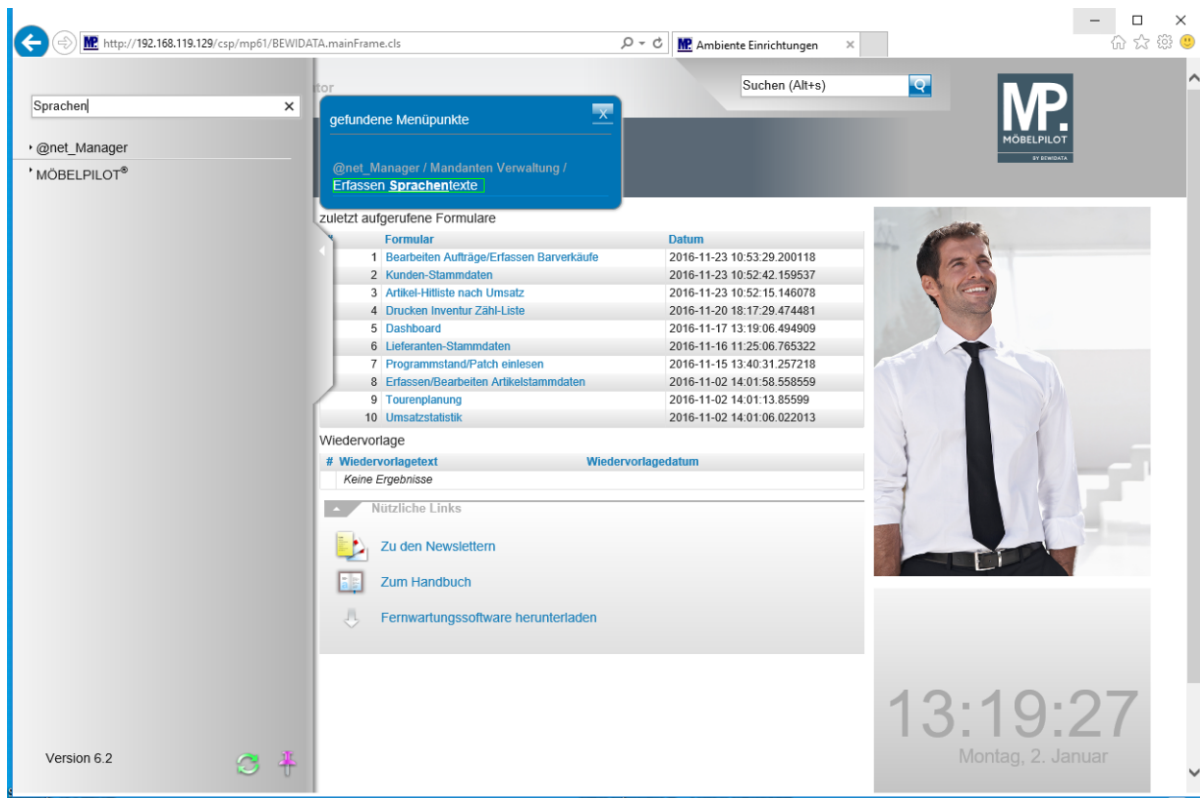 http://192.168.119.129/csp/mp61/BEWIDATA.mainFrame.cls
MP Ambiente Einrichtungen
Sprachen
@net_Manager
MÖBELPILOT®
Version 6.2
tor
Suchen (Alt+s)
MP.
MÖBELPILOT
BY BEWIDATA
gefundene Menüpunkte
X
@net_Manager / Mandanten Verwaltung /
Erfassen Sprachentexte
zuletzt aufgerufene Formulare
Formular Datum
1 Bearbeiten Aufträge/Erfassen Barverkäufe 2016-11-23 10:53:29.200118
2 Kunden-Stammdaten 2016-11-23 10:52:42.159537
3 Artikel-Hitliste nach Umsatz 2016-11-23 10:52:15.146078
4 Drucken Inventur Zähl-Liste 2016-11-20 18:17:29.474481
5 Dashboard 2016-11-17 13:19:06.494909
6 Lieferanten-Stammdaten 2016-11-16 11:25:06.765322
7 Programmstand/Patch einlesen 2016-11-15 13:40:31.257218
8 Erfassen/Bearbeiten Artikelstammdaten 2016-11-02 14:01:58.558559
9 Tourenplanung 2016-11-02 14:01:13.85599
10 Umsatzstatistik 2016-11-02 14:01:06.022013
Wiedervorlage
# Wiedervorlagetext Wiedervorlagedatum
Keine Ergebnisse
Nützliche Links
Zu den Newslettern
Zum Handbuch
Fernwartungssoftware herunterladen
13:19:27
Montag, 2. Januar